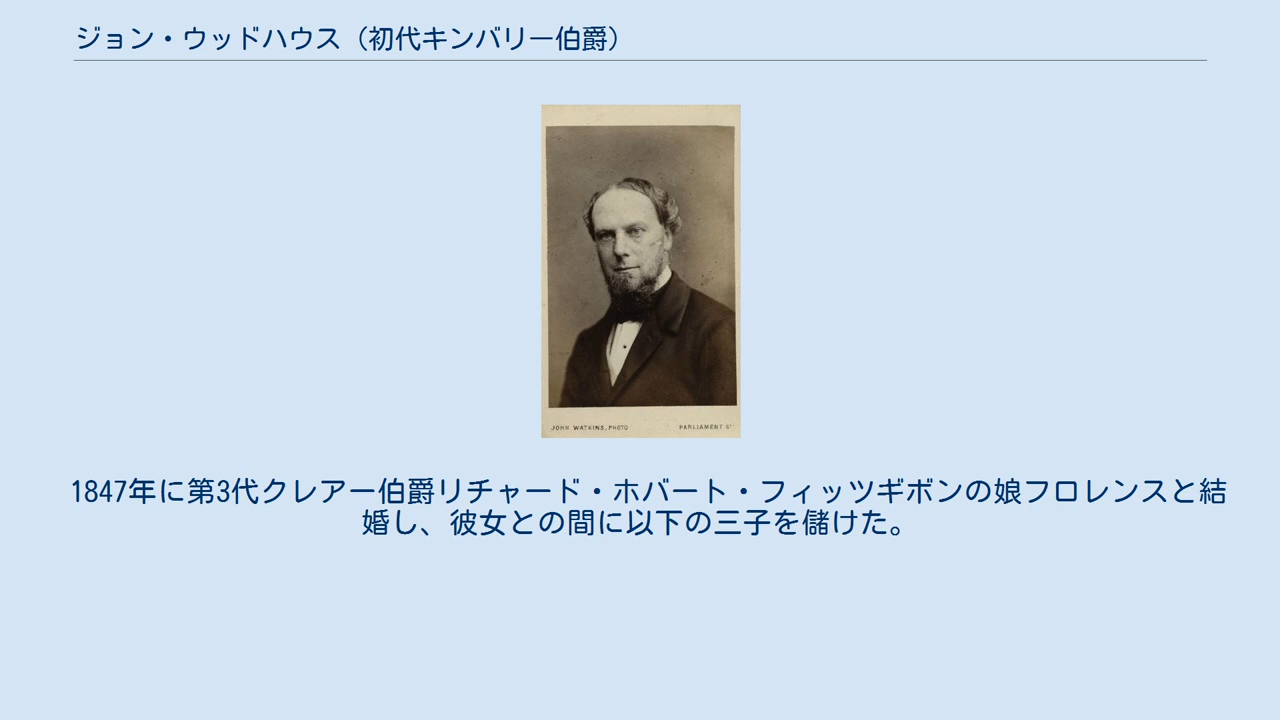 ジョン・ウッドハウス（初代キンバリー伯爵）
JOHN WATKINS, PHOTO PARLIAMENT ST
1847年に第3代クレアー伯爵リチャード・ホバート・フィッツギボンの娘フロレンスと結
婚し、彼女との間に以下の三子を儲けた。